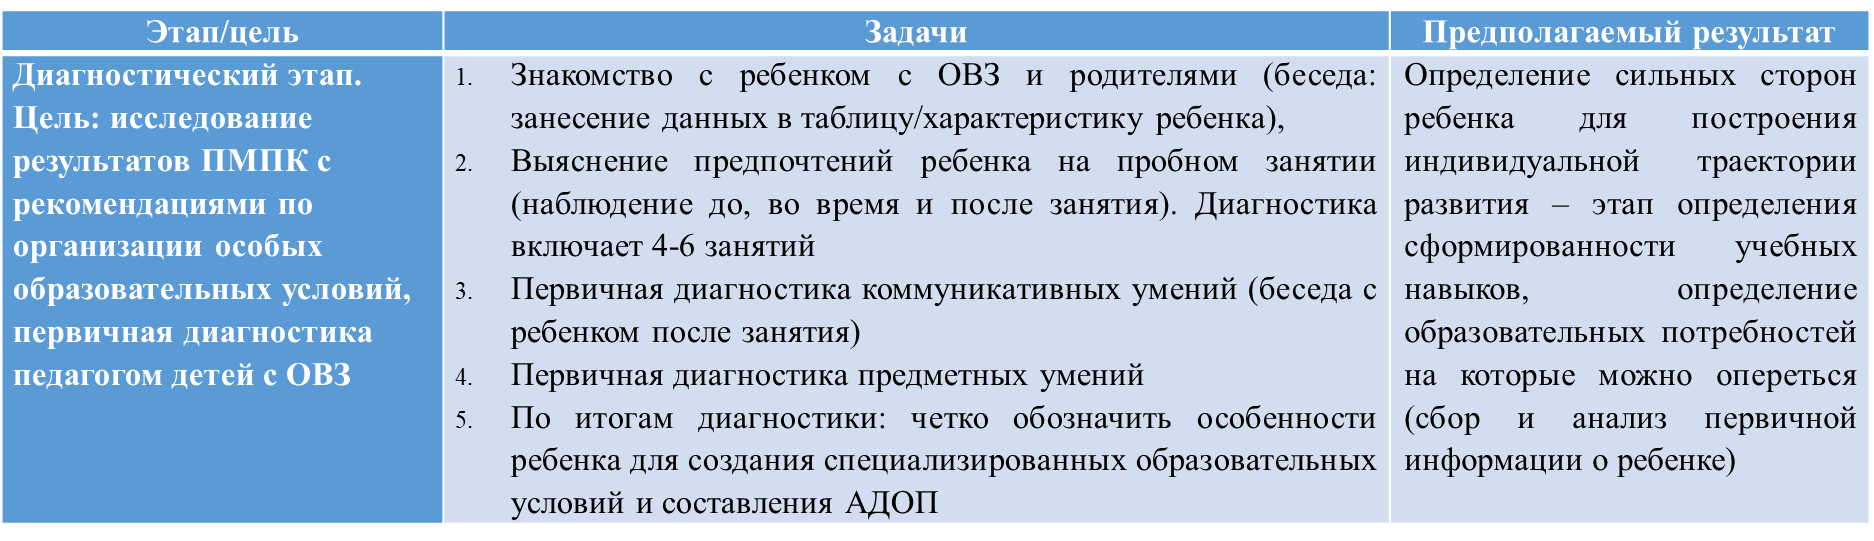 Этап/цель
Задачи
Предполагаемый результат
Диагностический этап.
Цель: исследование
результатов ПМПК с
рекомендациями по
организации особых
образовательных условий,
первичная диагностика
педагогом детей с ОВЗ
1. Знакомство с ребенком с ОВЗ и родителями (беседа:
занесение данных в таблицу/характеристику ребенка),
2. Выяснение предпочтений ребенка на пробном занятии
(наблюдение до, во время и после занятия). Диагностика
включает 4-6 занятий
3. Первичная диагностика коммуникативных умений (беседа с
ребенком после занятия)
4. Первичная диагностика предметных умений
5. По итогам диагностики: четко обозначить особенности
ребенка для создания специализированных образовательных
условий и составления АДОП
Определение сильных сторон
ребенка для построения
индивидуальной траектории
развития – этап определения
сформированности учебных
навыков, определение
образовательных потребностей
на которые можно опереться
(сбор и анализ первичной
информации о ребенке)